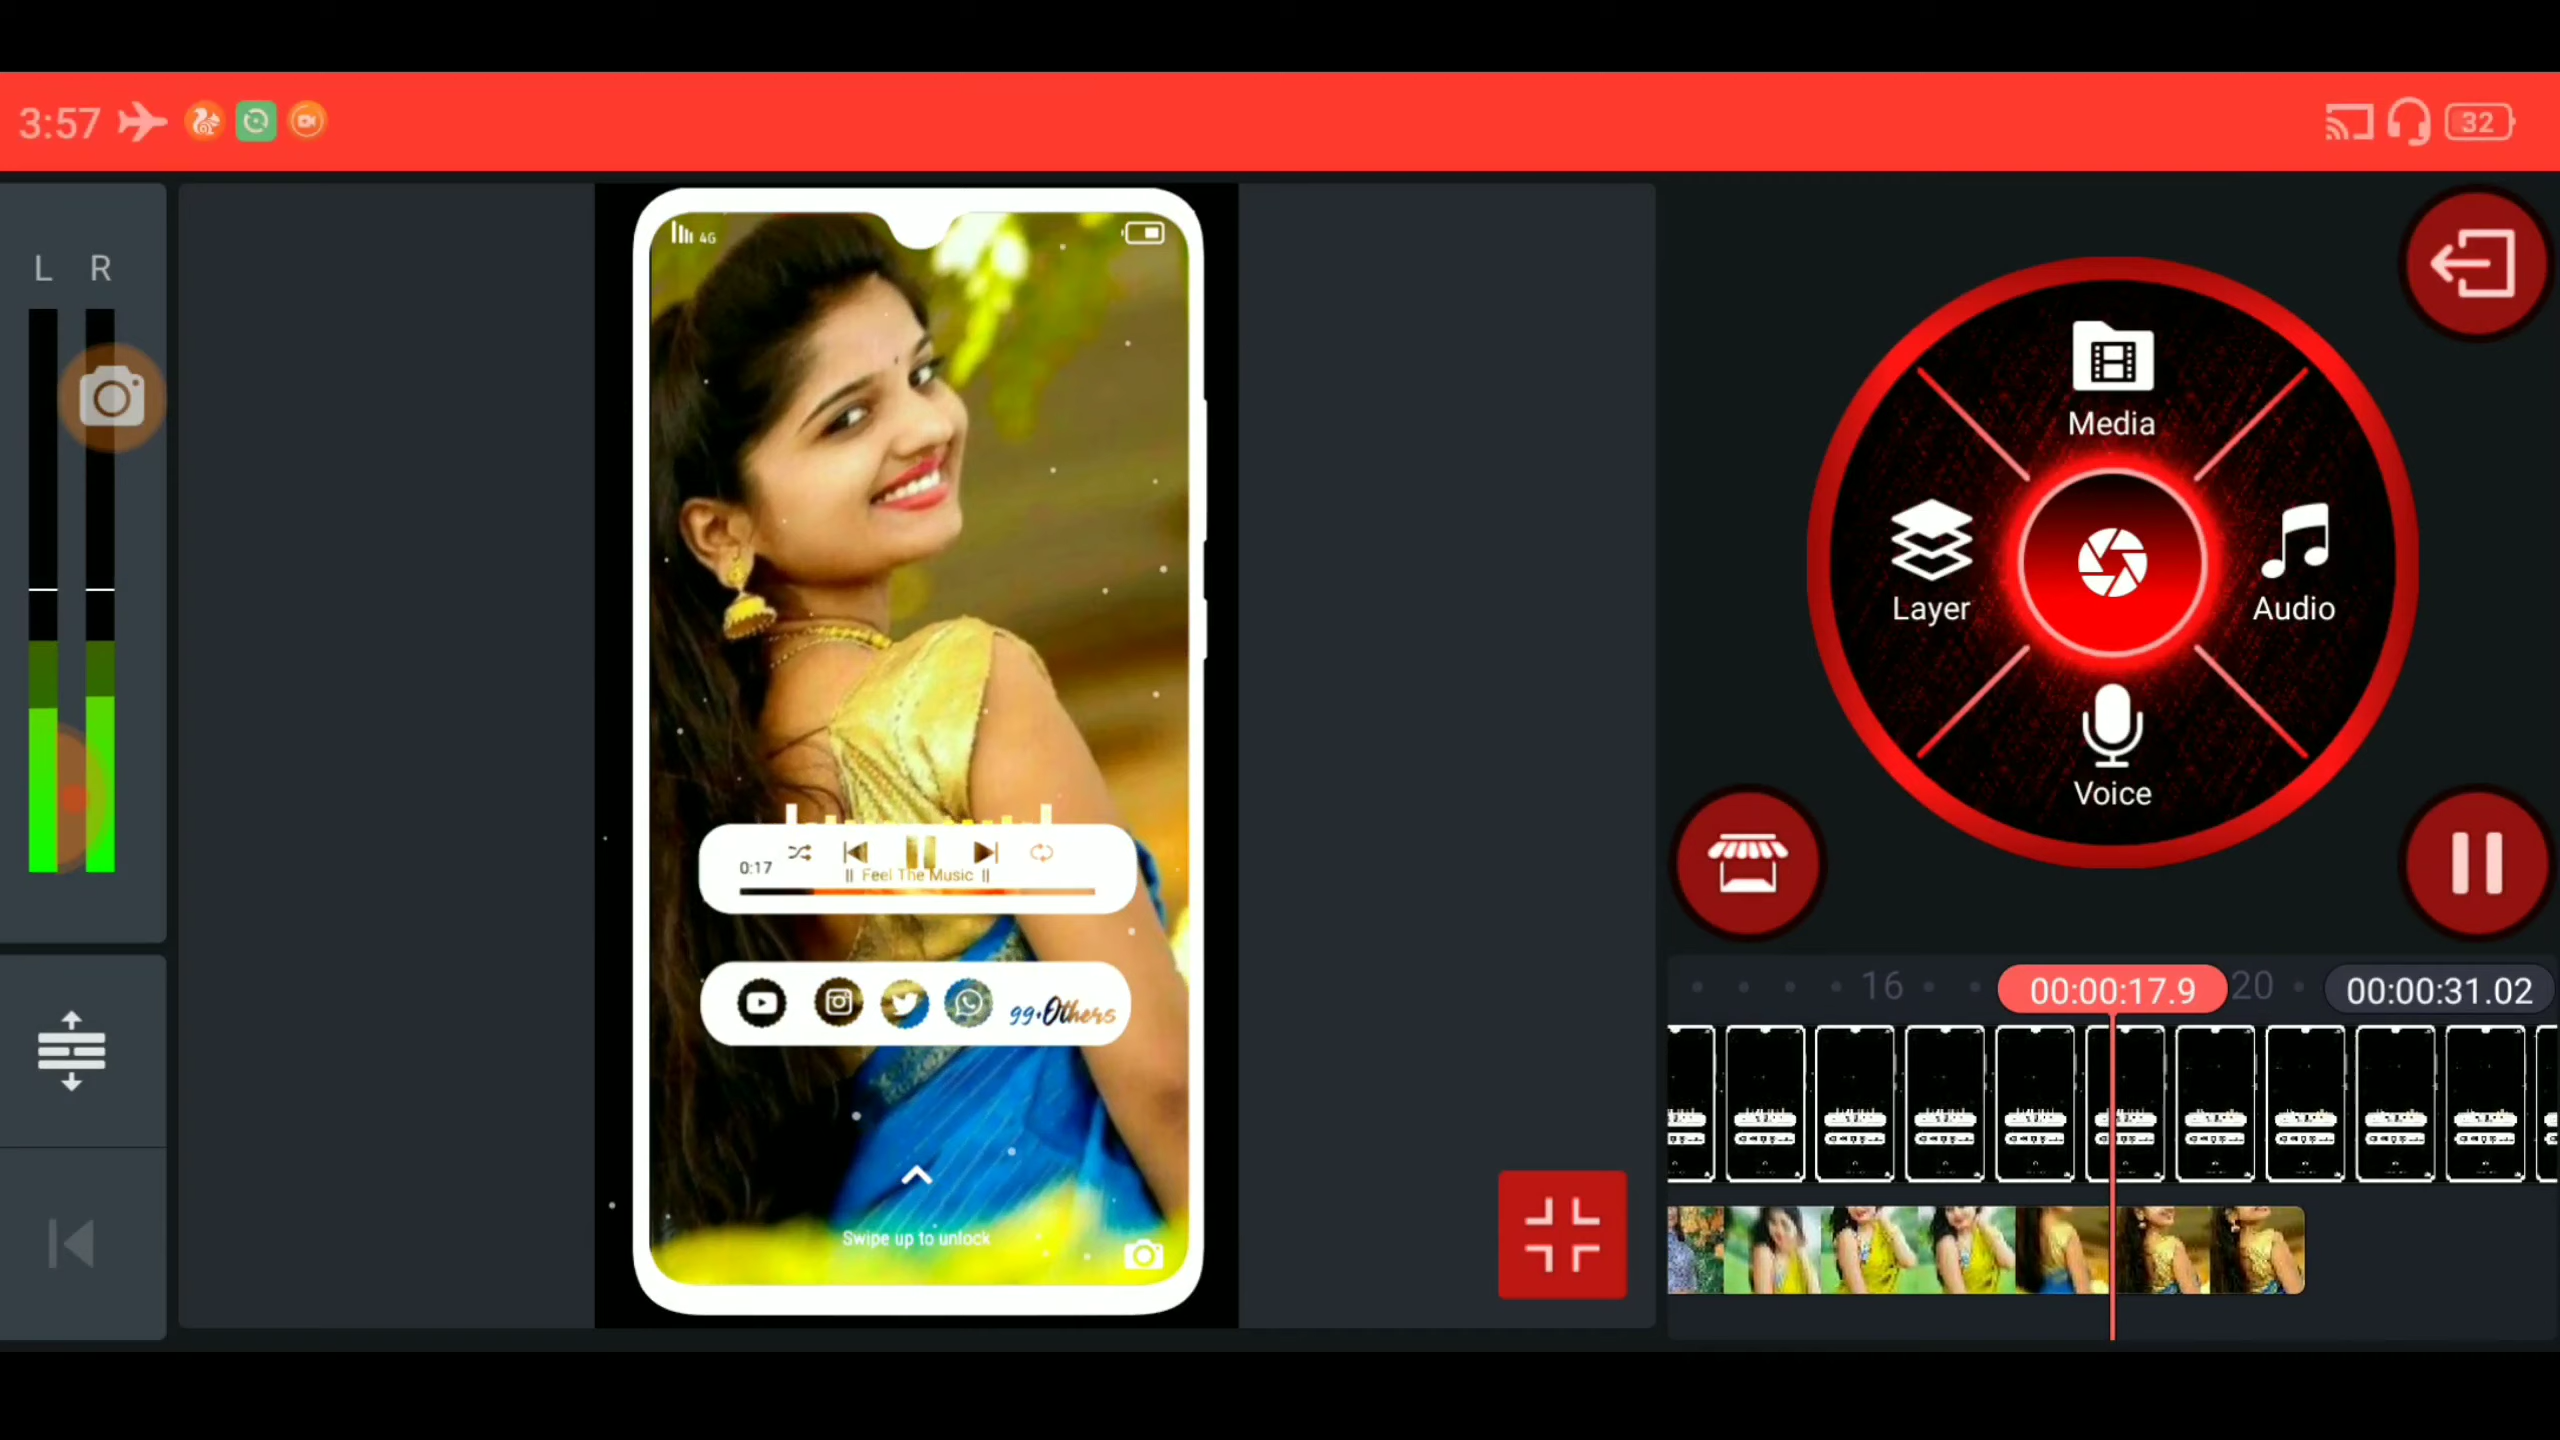 3:57
32
L R
4G
Media
Layer
Audio
Voice
0:17
|| Feel The Music ||
gg.Others
Swipe up to unlock
16
00:00:17.9
20
00:00:31.02